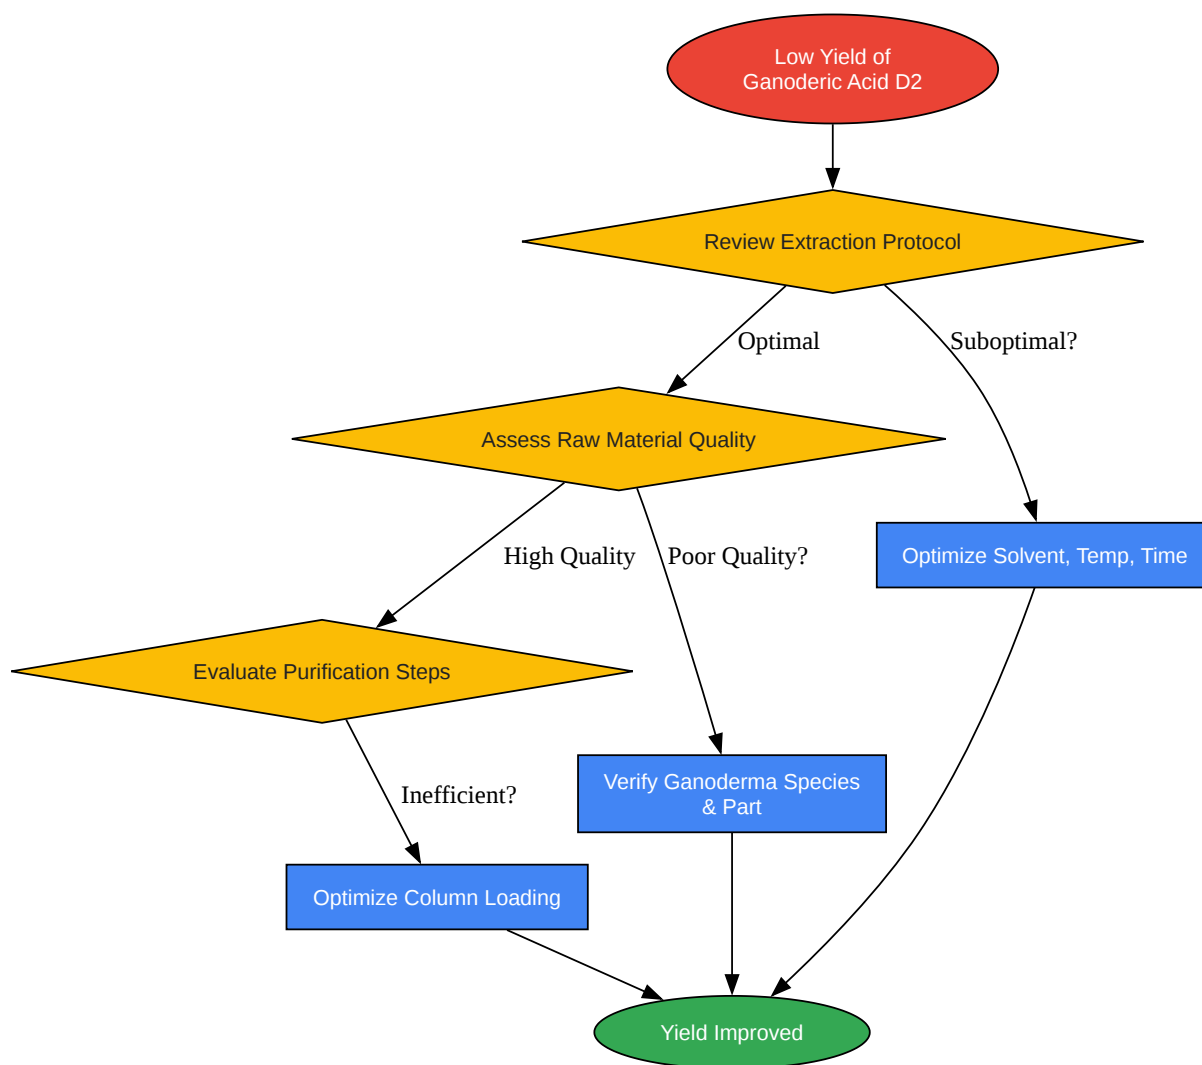 Low Yield of
Ganoderic Acid D2
Review Extraction Protocol
Optimal
Suboptimal?
Assess Raw Material Quality
High Quality
Poor Quality?
Optimize Solvent, Temp, Time
Evaluate Purification Steps
Inefficient?
Verify Ganoderma Species
& Part
Optimize Column Loading
Yield Improved